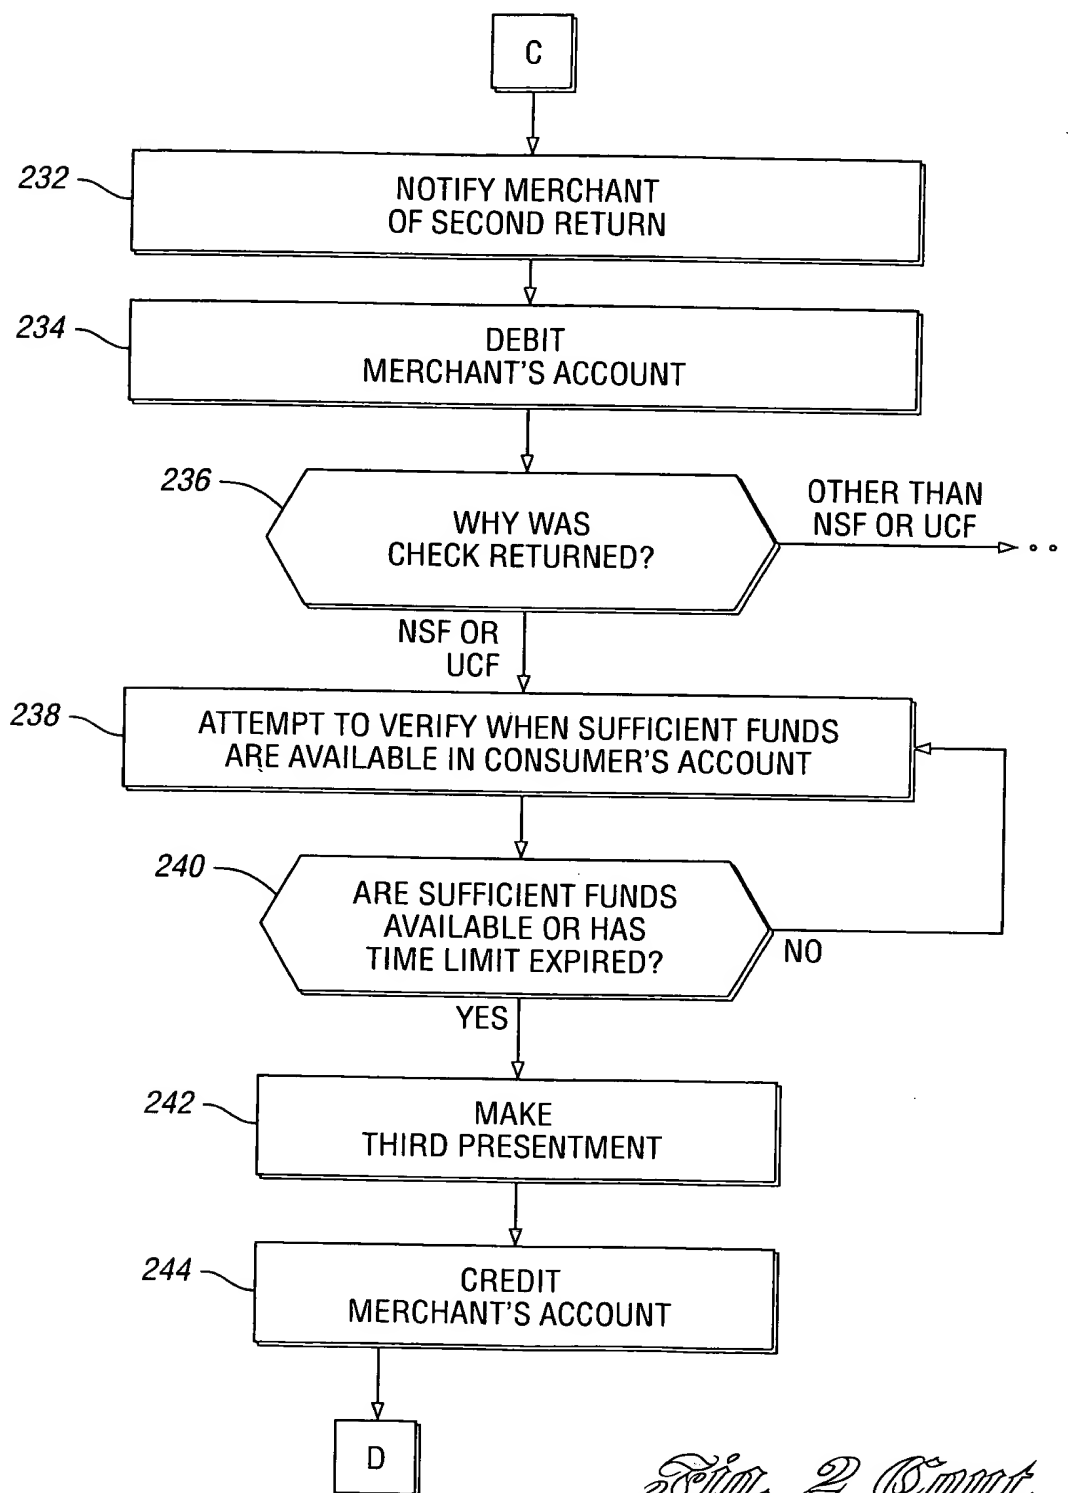 C
232
NOTIFY MERCHANT
OF SECOND RETURN
234
DEBIT
MERCHANT'S ACCOUNT
236
WHY WAS
CHECK RETURNED?
OTHER THAN
NSF OR UCF
NSF OR
UCF
238
ATTEMPT TO VERIFY WHEN SUFFICIENT FUNDS
ARE AVAILABLE IN CONSUMER'S ACCOUNT
240
ARE SUFFICIENT FUNDS
AVAILABLE OR HAS
TIME LIMIT EXPIRED?
NO
YES
242
MAKE
THIRD PRESENTMENT
244
CREDIT
MERCHANT'S ACCOUNT
D
Fig. 2 Cont.